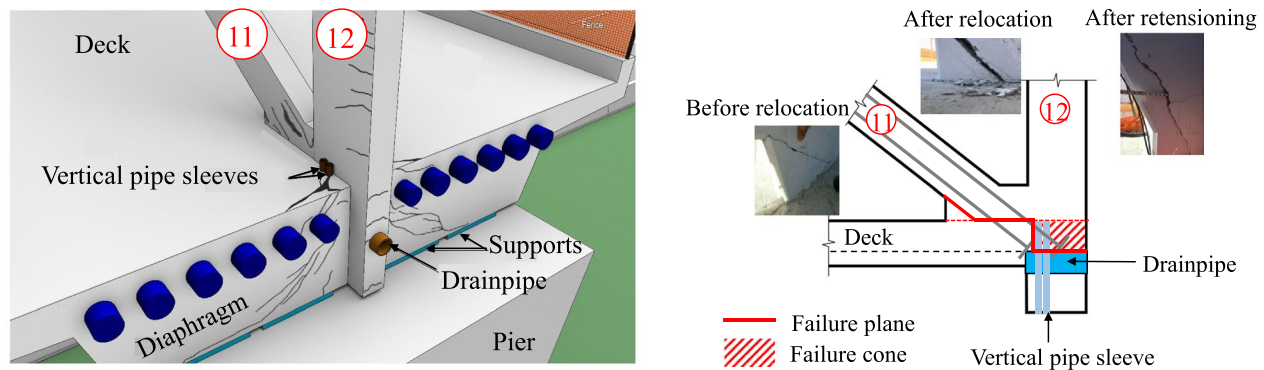 Deck
11
12
Fence
Vertical pipe sleeves
Supports
Drainpipe
Diaphragm
Pier
After relocation
After retensioning
Before relocation
11
12
Deck
Drainpipe
Failure plane
Failure cone
Vertical pipe sleeve